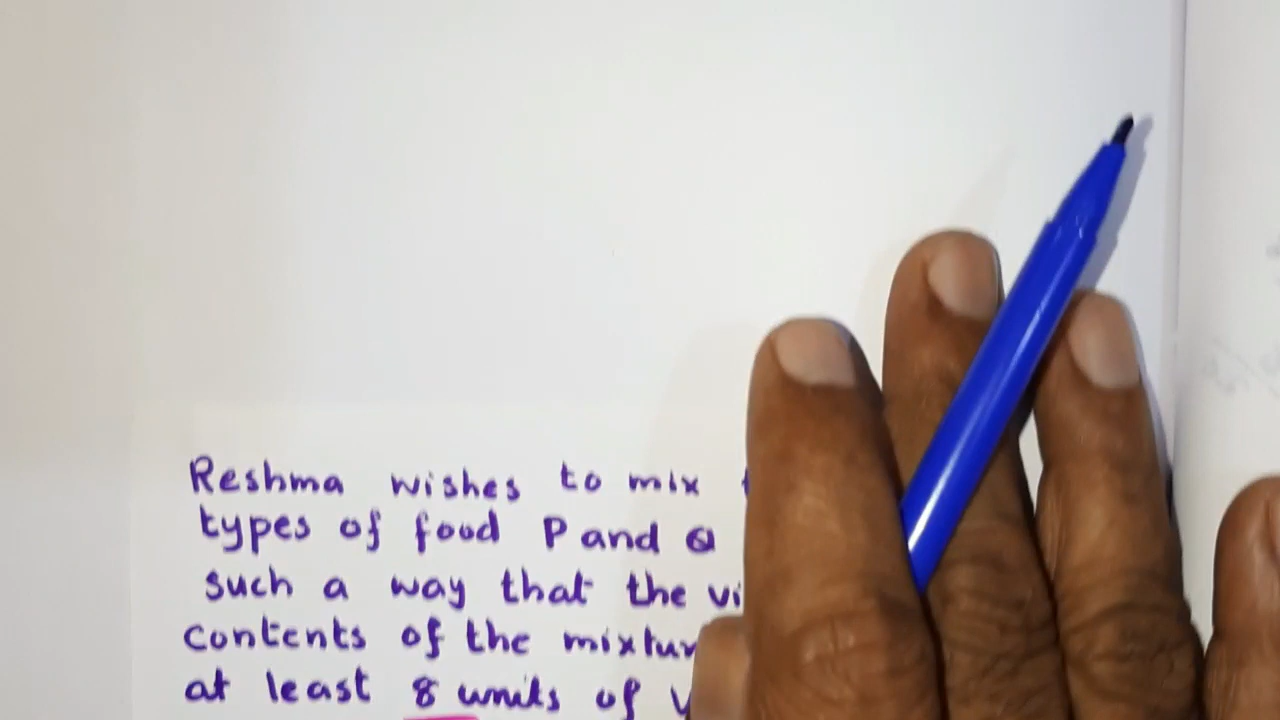 Reshma wishes to mix
types of food P and Q
such a way that the
contents of the
at least 8 units of